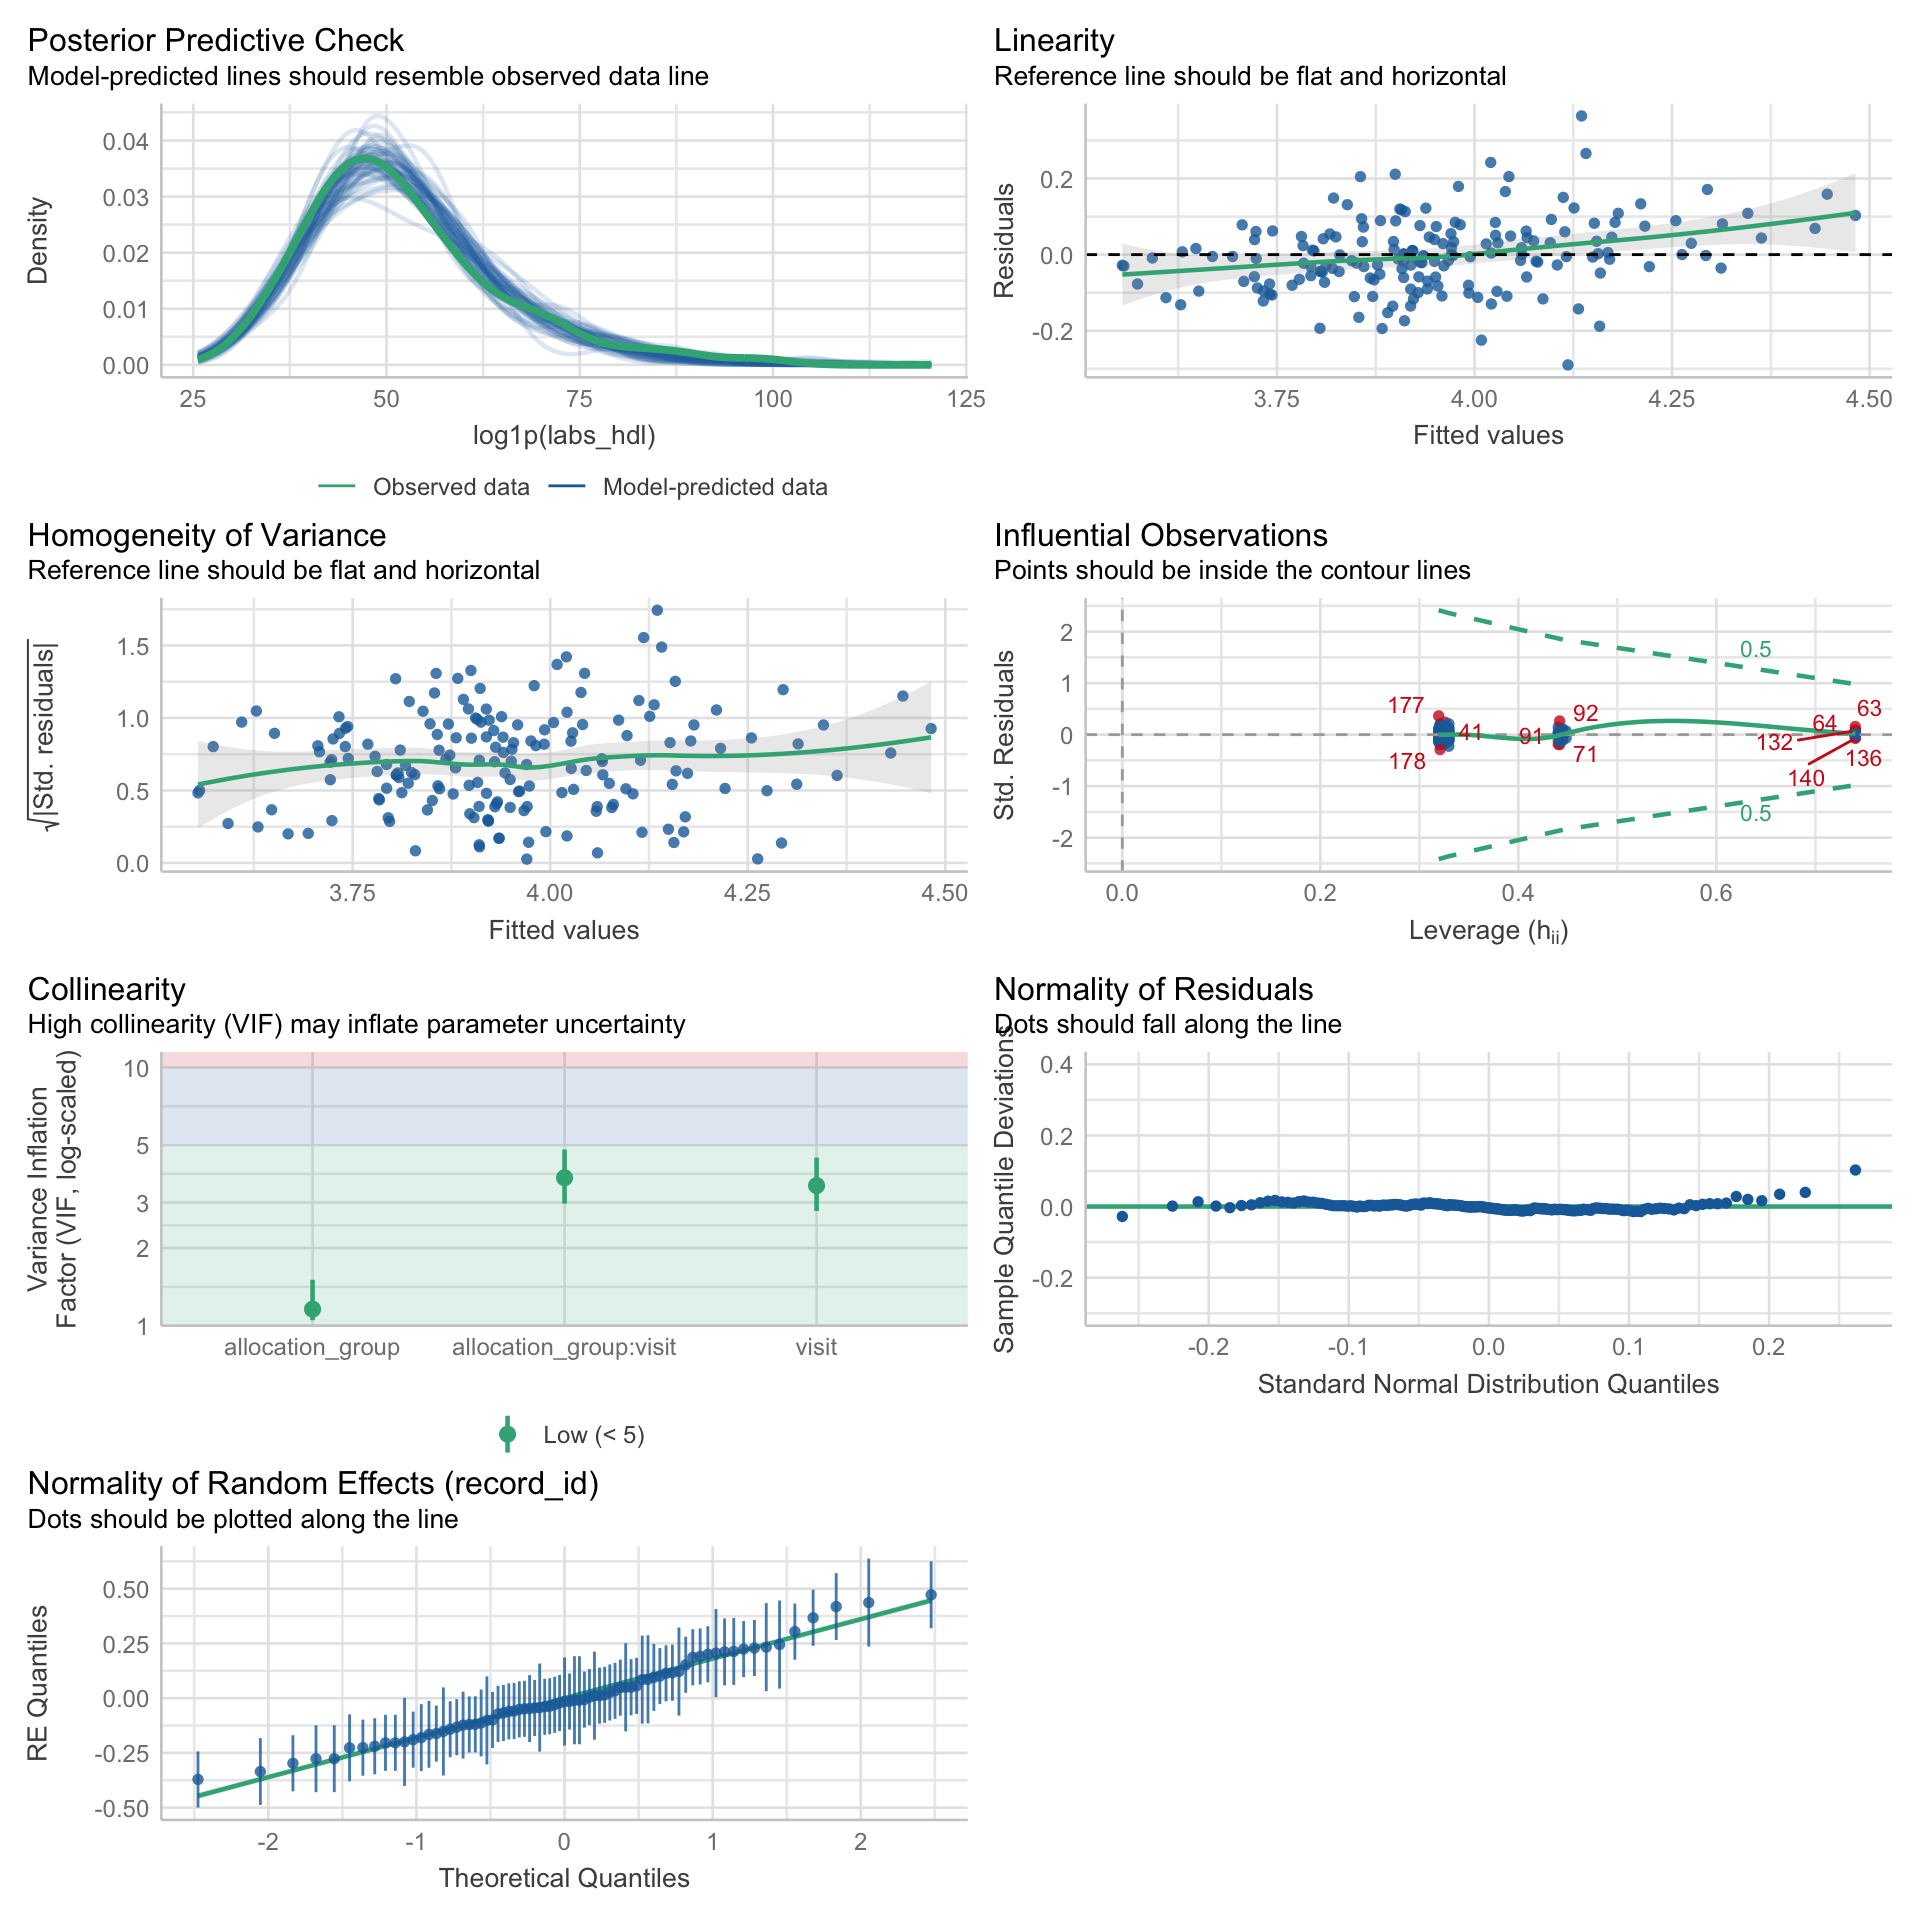 Posterior Predictive Check
Model-predicted lines should resemble observed data line
Density
0.04
0.03
0.02
0.01
0.00
25 50 75 100 125
log1p(labs_hdl)
Observed data Model-predicted data
Linearity
Reference line should be flat and horizontal
Residuals
0.2
0.0
-0.2
3.75 4.00 4.25 4.50
Fitted values
Homogeneity of Variance
Reference line should be flat and horizontal
√|Std. residuals|
1.5
1.0
0.5
0.0
3.75 4.00 4.25 4.50
Fitted values
Influential Observations
Points should be inside the contour lines
Std. Residuals
2
1
0
-1
-2
0.5
177 92 63
41 91 64
132
178 71 136
140
0.5
0.0 0.2 0.4 0.6
Leverage (hii)
Collinearity
High collinearity (VIF) may inflate parameter uncertainty
Variance Inflation
Factor (VIF, log-scaled)
10
5
3
2
1
allocation_group allocation_group:visit visit
Low (< 5)
Normality of Residuals
Dots should fall along the line
Sample Quantile Deviations
0.4
0.2
0.0
-0.2
-0.2 -0.1 0.0 0.1 0.2
Standard Normal Distribution Quantiles
Normality of Random Effects (record_id)
Dots should be plotted along the line
RE Quantiles
0.50
0.25
0.00
-0.25
-0.50
-2 -1 0 1 2
Theoretical Quantiles